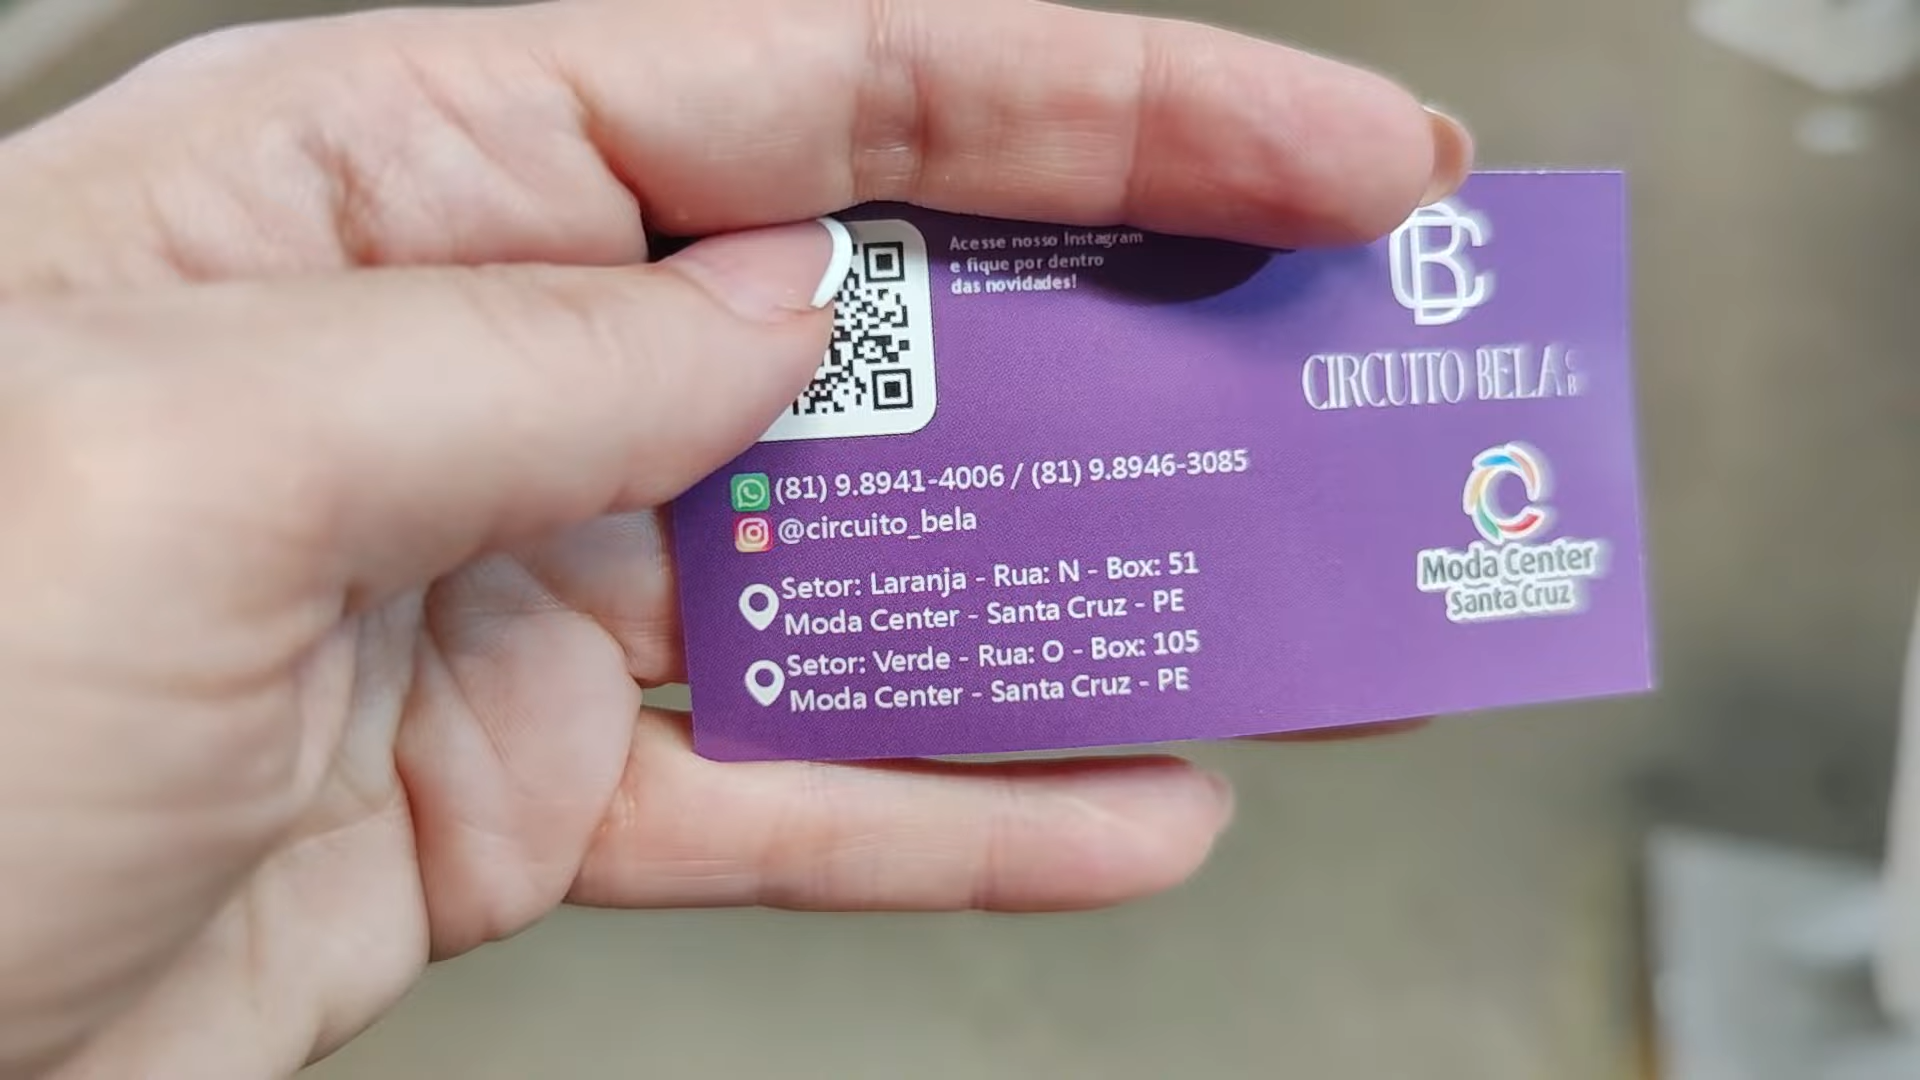 Acesse nosso Instagram
e fique por dentro
das novidades!
CB
CIRCUITO BELA
CB
(81) 9.8941-4006 / (81) 9.8946-3085
@circuito_bela
Setor: Laranja - Rua: N - Box: 51
Moda Center - Santa Cruz - PE
Setor: Verde - Rua: O - Box: 105
Moda Center - Santa Cruz - PE
Moda Center
Santa Cruz